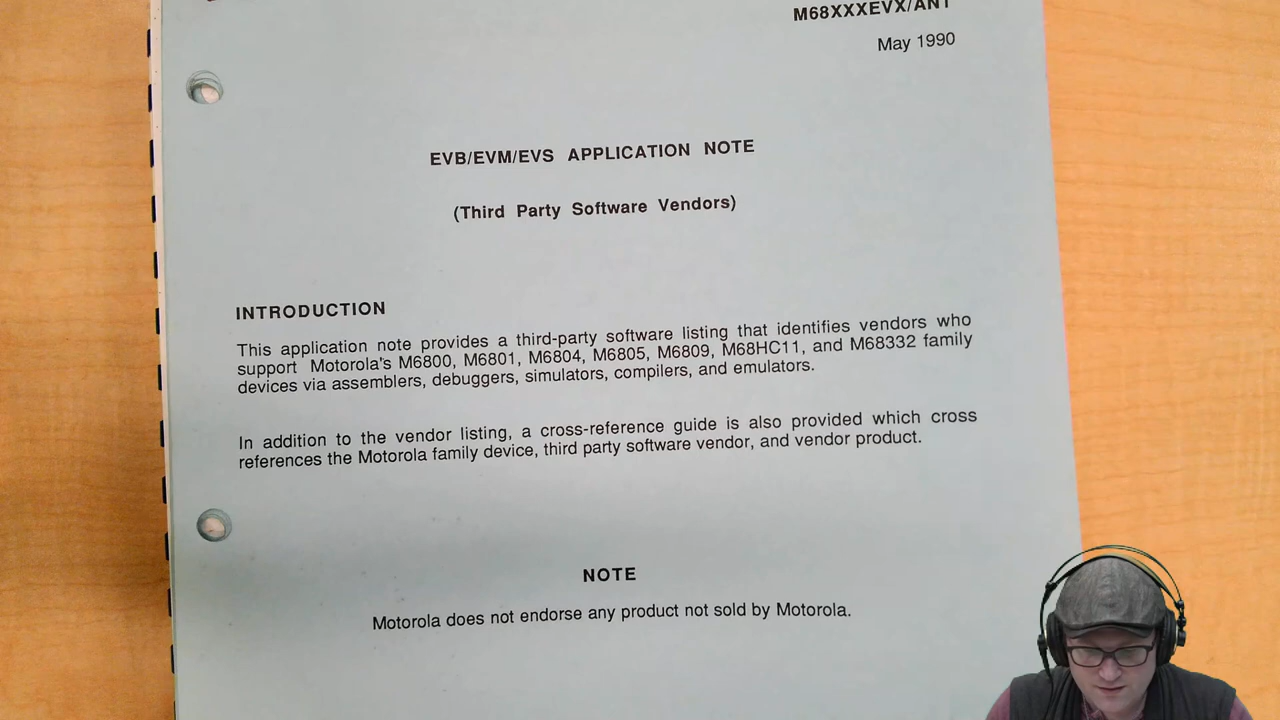 M68XXXEVX/AN1
May 1990
EVB/EVM/EVS APPLICATION NOTE
(Third Party Software Vendors)
INTRODUCTION
This application note provides a third-party software listing that identifies vendors who
support Motorola's M6800, M6801, M6804, M6805, M6809, M68HC11, and M68332 family
devices via assemblers, debuggers, simulators, compilers, and emulators.
In addition to the vendor listing, a cross-reference guide is also provided which cross
references the Motorola family device, third party software vendor, and vendor product.
NOTE
Motorola does not endorse any product not sold by Motorola.